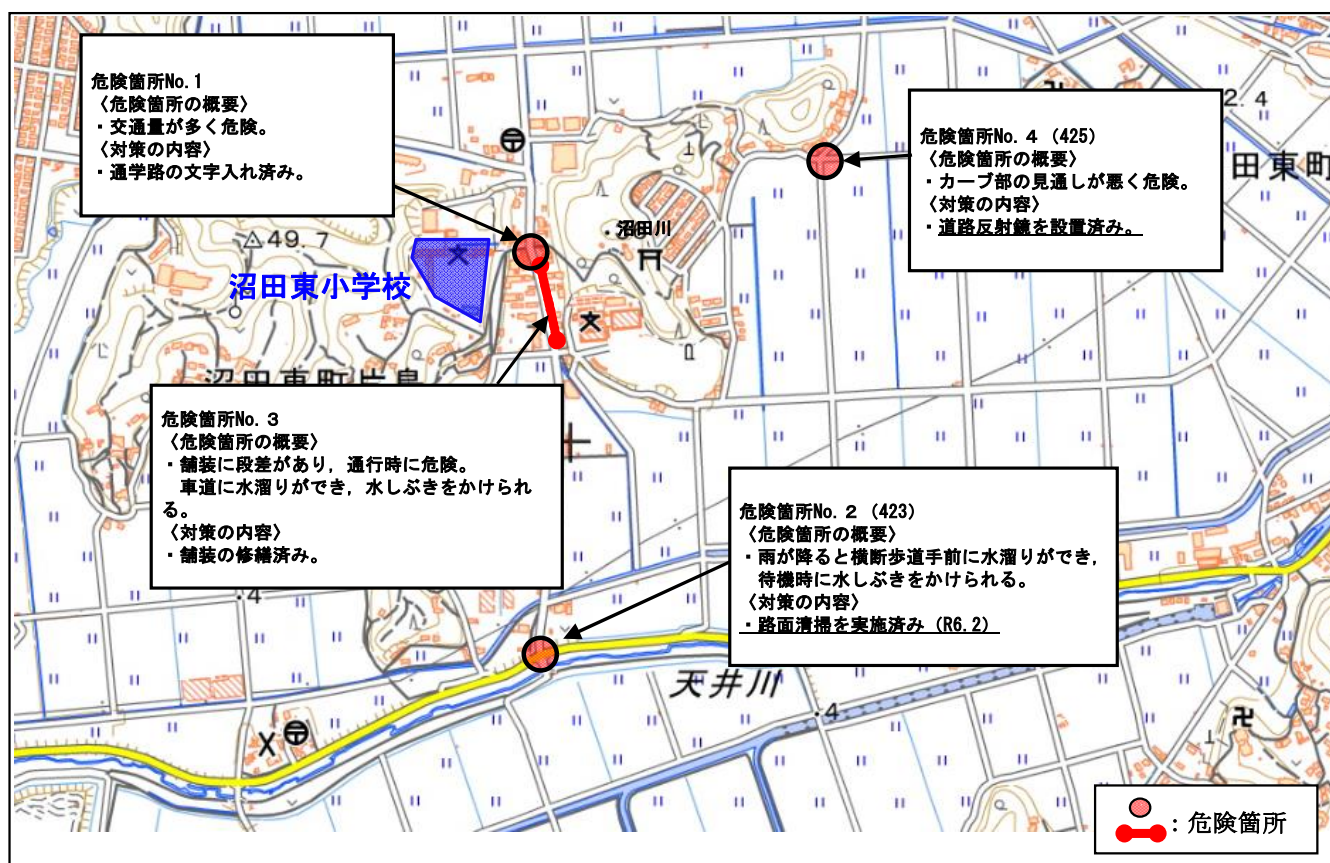 危険箇所No.1
〈危険箇所の概要〉
・交通量が多く危険。
〈対策の内容〉
・通学路の文字入れ済み。
危険箇所No.４（425）
〈危険箇所の概要〉
・カーブ部の見通しが悪く危険。
〈対策の内容〉
・道路反射鏡を設置済み。
2.4
田東町
沼田川
49.7
沼田東小学校
沼田東町片島
危険箇所No.３
〈危険箇所の概要〉
・舗装に段差があり，通行時に危険。
車道に水溜りができ，水しぶきをかけられ
る。
〈対策の内容〉
・舗装の修繕済み。
危険箇所No.２（423）
〈危険箇所の概要〉
・雨が降ると横断歩道手前に水溜りができ，
待機時に水しぶきをかけられる。
〈対策の内容〉
・路面清掃を実施済み（R6.2）
・4
天井川
・4
：危険箇所